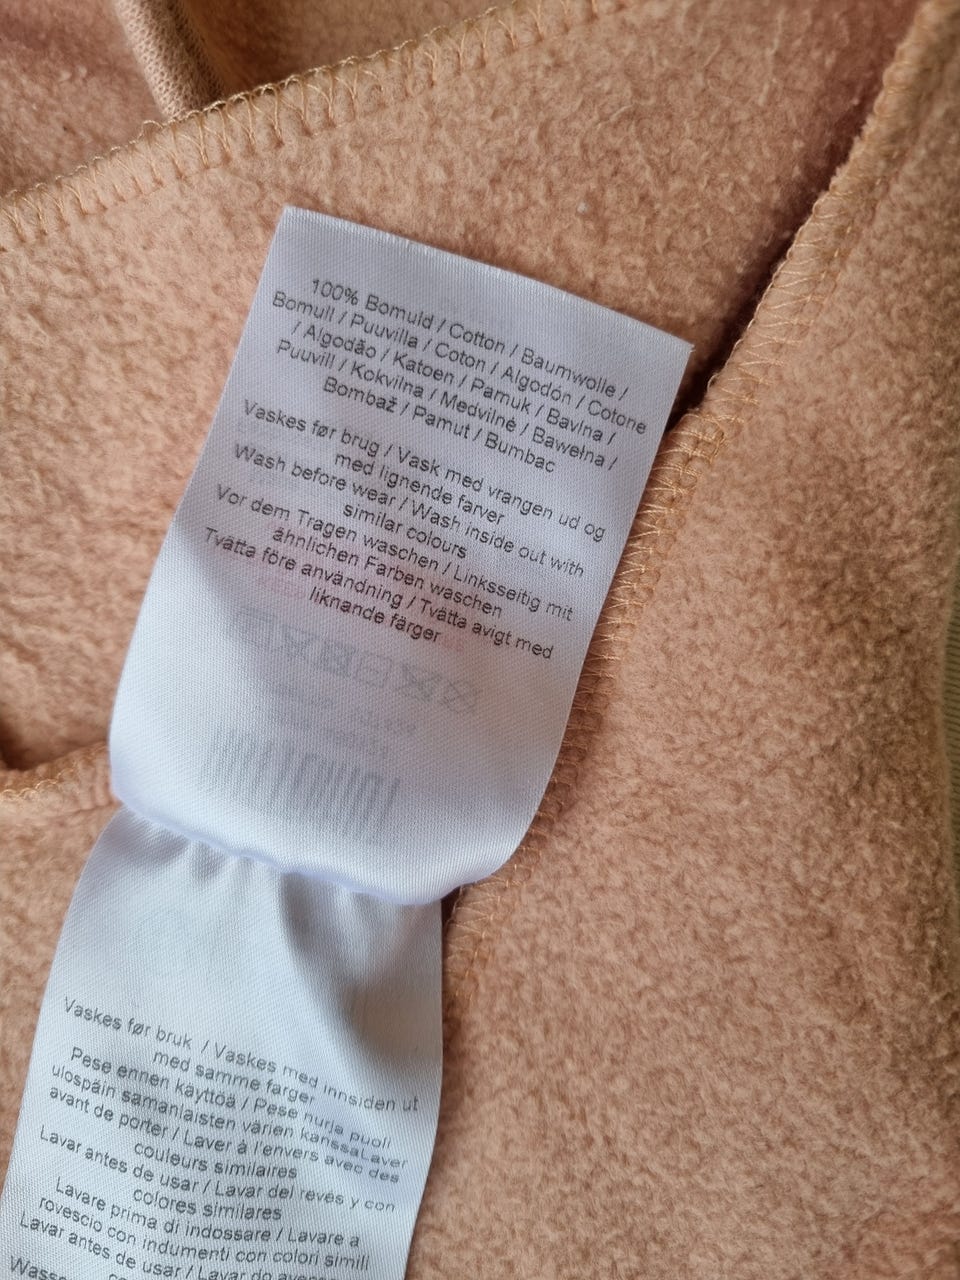 100% Bomuld / Cotton / Baumwolle /
Bomull / Puuvilla / Coton / Algodón / Cotone
/ Algodão / Katoen / Pamuk / Bavlna /
Puuvill / Kokvilna / Medvilnė / Bawełna /
Bombaž / Pamut / Bumbac
Vaskes før brug / Vask med vrangen ud og
med lignende farver
Wash before wear / Wash inside out with
similar colours
Vor dem Tragen waschen / Linksseitig mit
ähnlichen Farben waschen
Tvätta före användning / Tvätta avigt med
liknande färger
Vaskes før bruk / Vaskes med innsiden ut
med samme farger
Pese ennen käyttöä / Pese nurja puoli
ulospäin samanlaisten värien kanssaLaver
avant de porter / Laver à l'envers avec des
couleurs similaires
Lavar antes de usar / Lavar del revés y con
colores similares
Lavare prima di indossare / Lavare a
rovescio con indumenti con colori simili
Lavar antes de usar / Lavar do avesso